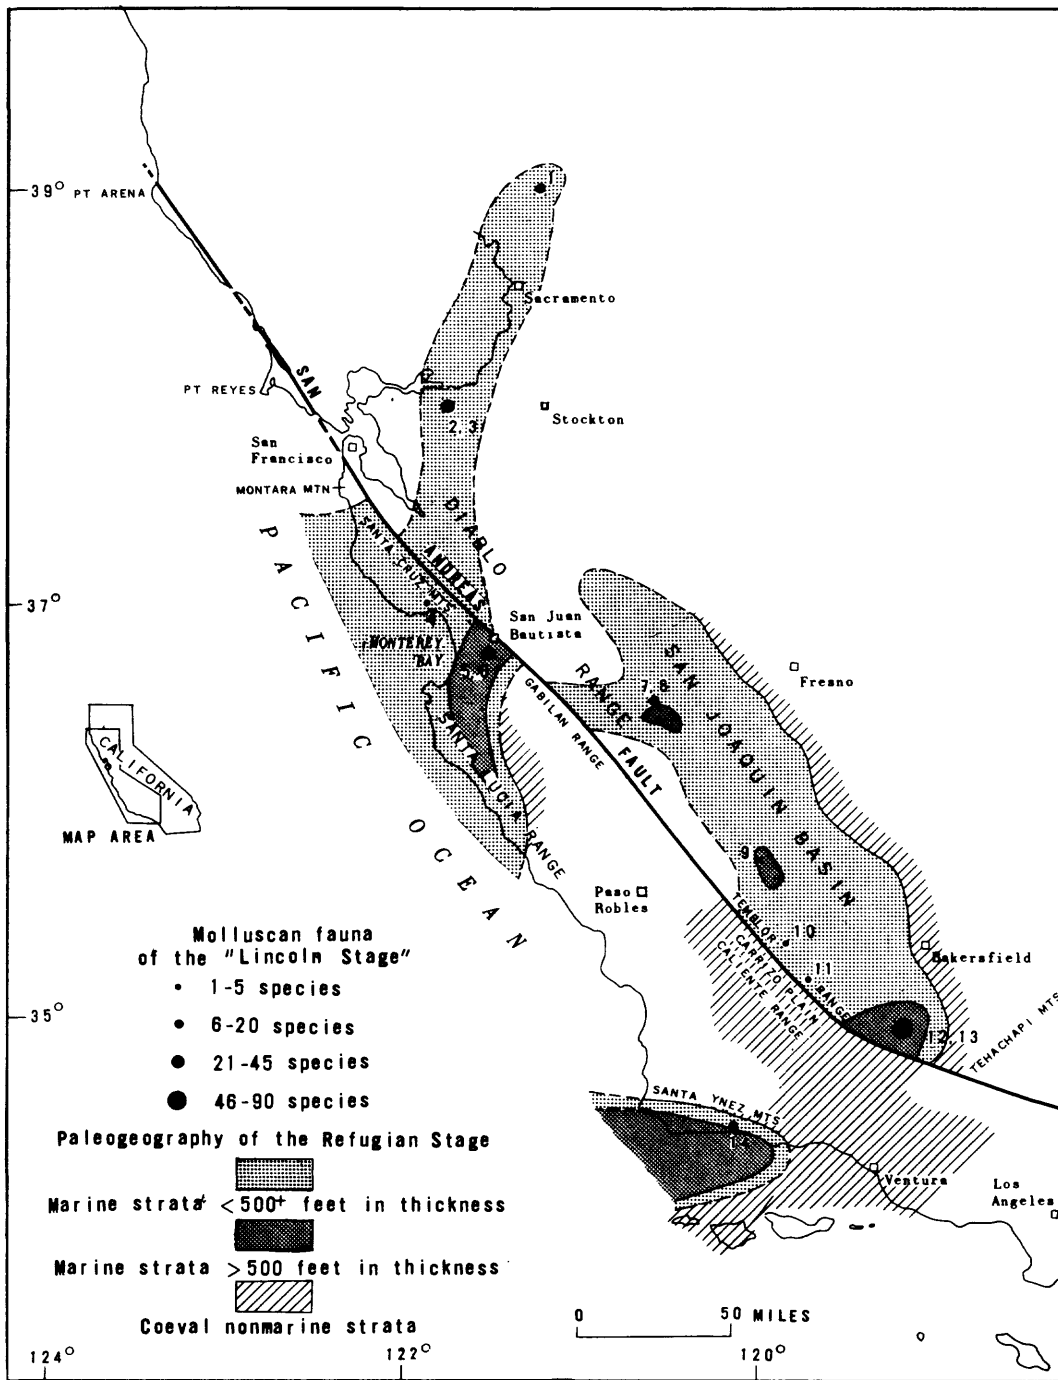 39°
PT ARENA
1
Sacramento
SAN
PT REYES
2,3
Stockton
San
Francisco
MONTARA MTN
DIABLO
SANTA CRUZ MTS
ANDREAS
PACIFIC
37°
4
San Juan
Bautista
MONTEREY
BAY
Fresno
RANGE
7,8
SAN JOAQUIN BASIN
GABILAN RANGE
FAULT
SANTA LUCIA RANGE
CALIFORNIA
MAP AREA
OCEAN
9
Paso
Robles
TEMBLOR
10
Bakersfield
CARRIZO PLAIN
CALIENTE RANGE
11
RANGE
35°
12,13
TEHACHAPI MTS
Molluscan fauna
of the "Lincoln Stage"
1-5 species
6-20 species
21-45 species
46-90 species
SANTA YNEZ MTS
14
Paleogeography of the Refugian Stage
Ventura
Los
Angeles
Marine strata <500+ feet in thickness
Marine strata >500 feet in thickness
Coeval nonmarine strata
0 50 MILES
124° 122° 120°